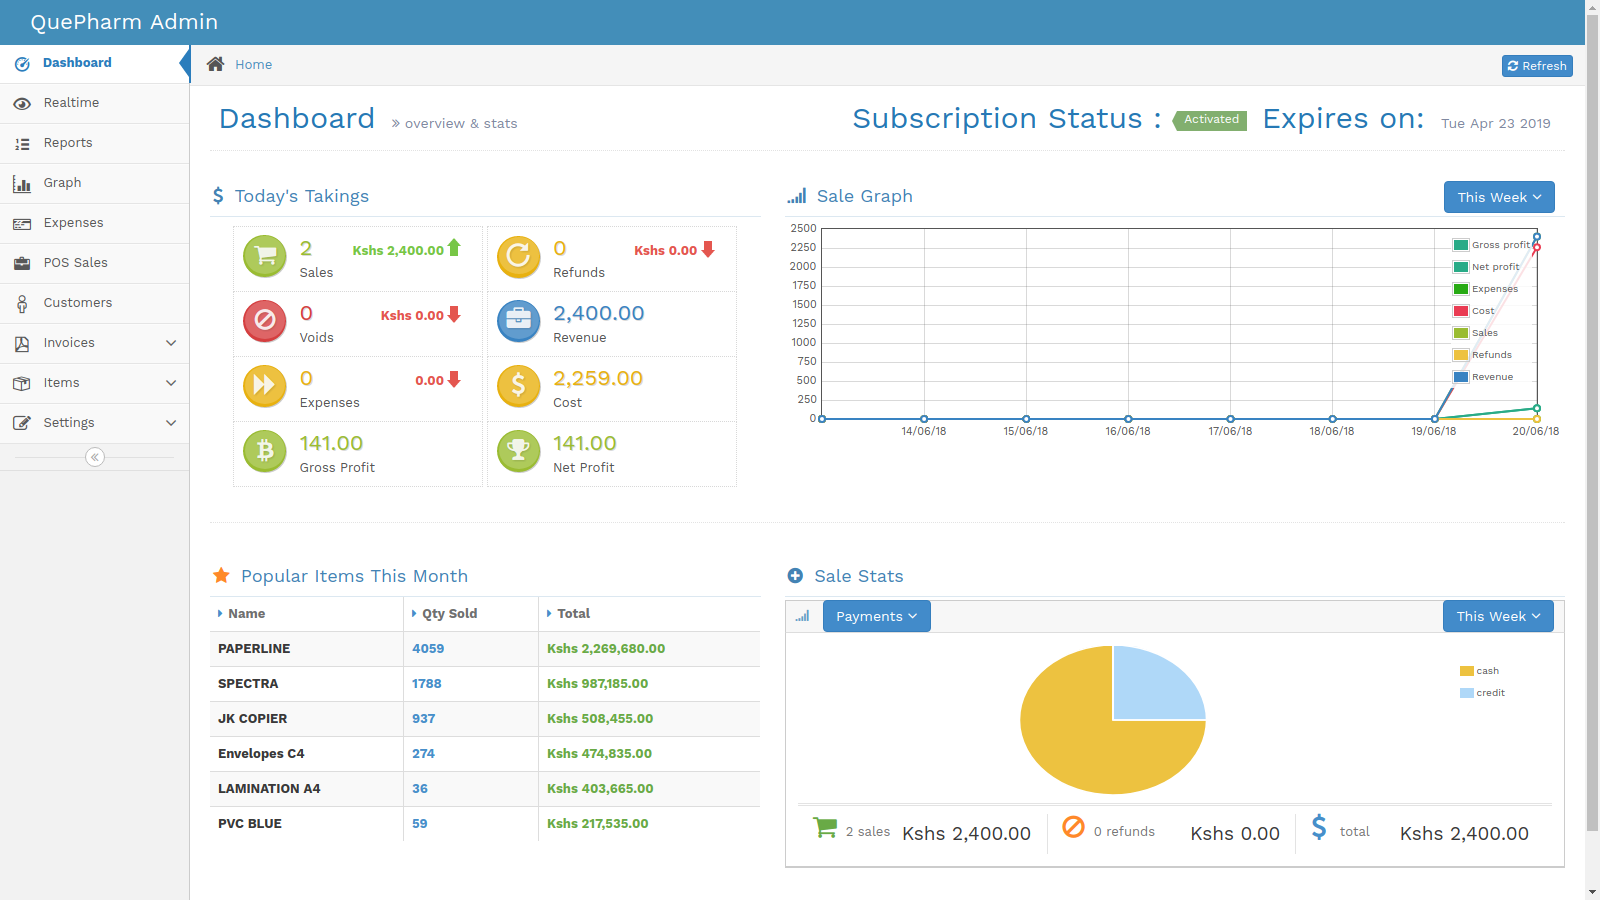 QuePharm Admin
Dashboard
Realtime
Reports
Graph
Expenses
POS Sales
Customers
Invoices
Items
Settings
Home
Refresh
Dashboard » overview & stats
Subscription Status : Activated Expires on: Tue Apr 23 2019
$ Today's Takings
2 Kshs 2,400.00
Sales
0 Kshs 0.00
Refunds
0 Kshs 0.00
Voids
2,400.00
Revenue
0 0.00
Expenses
2,259.00
Cost
141.00
Gross Profit
141.00
Net Profit
Sale Graph
This Week
2500
2250
2000
1750
1500
1250
1000
750
500
250
0
Gross profit
Net profit
Expenses
Cost
Sales
Refunds
Revenue
14/06/18 15/06/18 16/06/18 17/06/18 18/06/18 19/06/18 20/06/18
Popular Items This Month
Name Qty Sold Total
PAPERLINE 4059 Kshs 2,269,680.00
SPECTRA 1788 Kshs 987,185.00
JK COPIER 937 Kshs 508,455.00
Envelopes C4 274 Kshs 474,835.00
LAMINATION A4 36 Kshs 403,665.00
PVC BLUE 59 Kshs 217,535.00
Sale Stats
Payments
This Week
cash
credit
2 sales Kshs 2,400.00
0 refunds Kshs 0.00
$ total Kshs 2,400.00